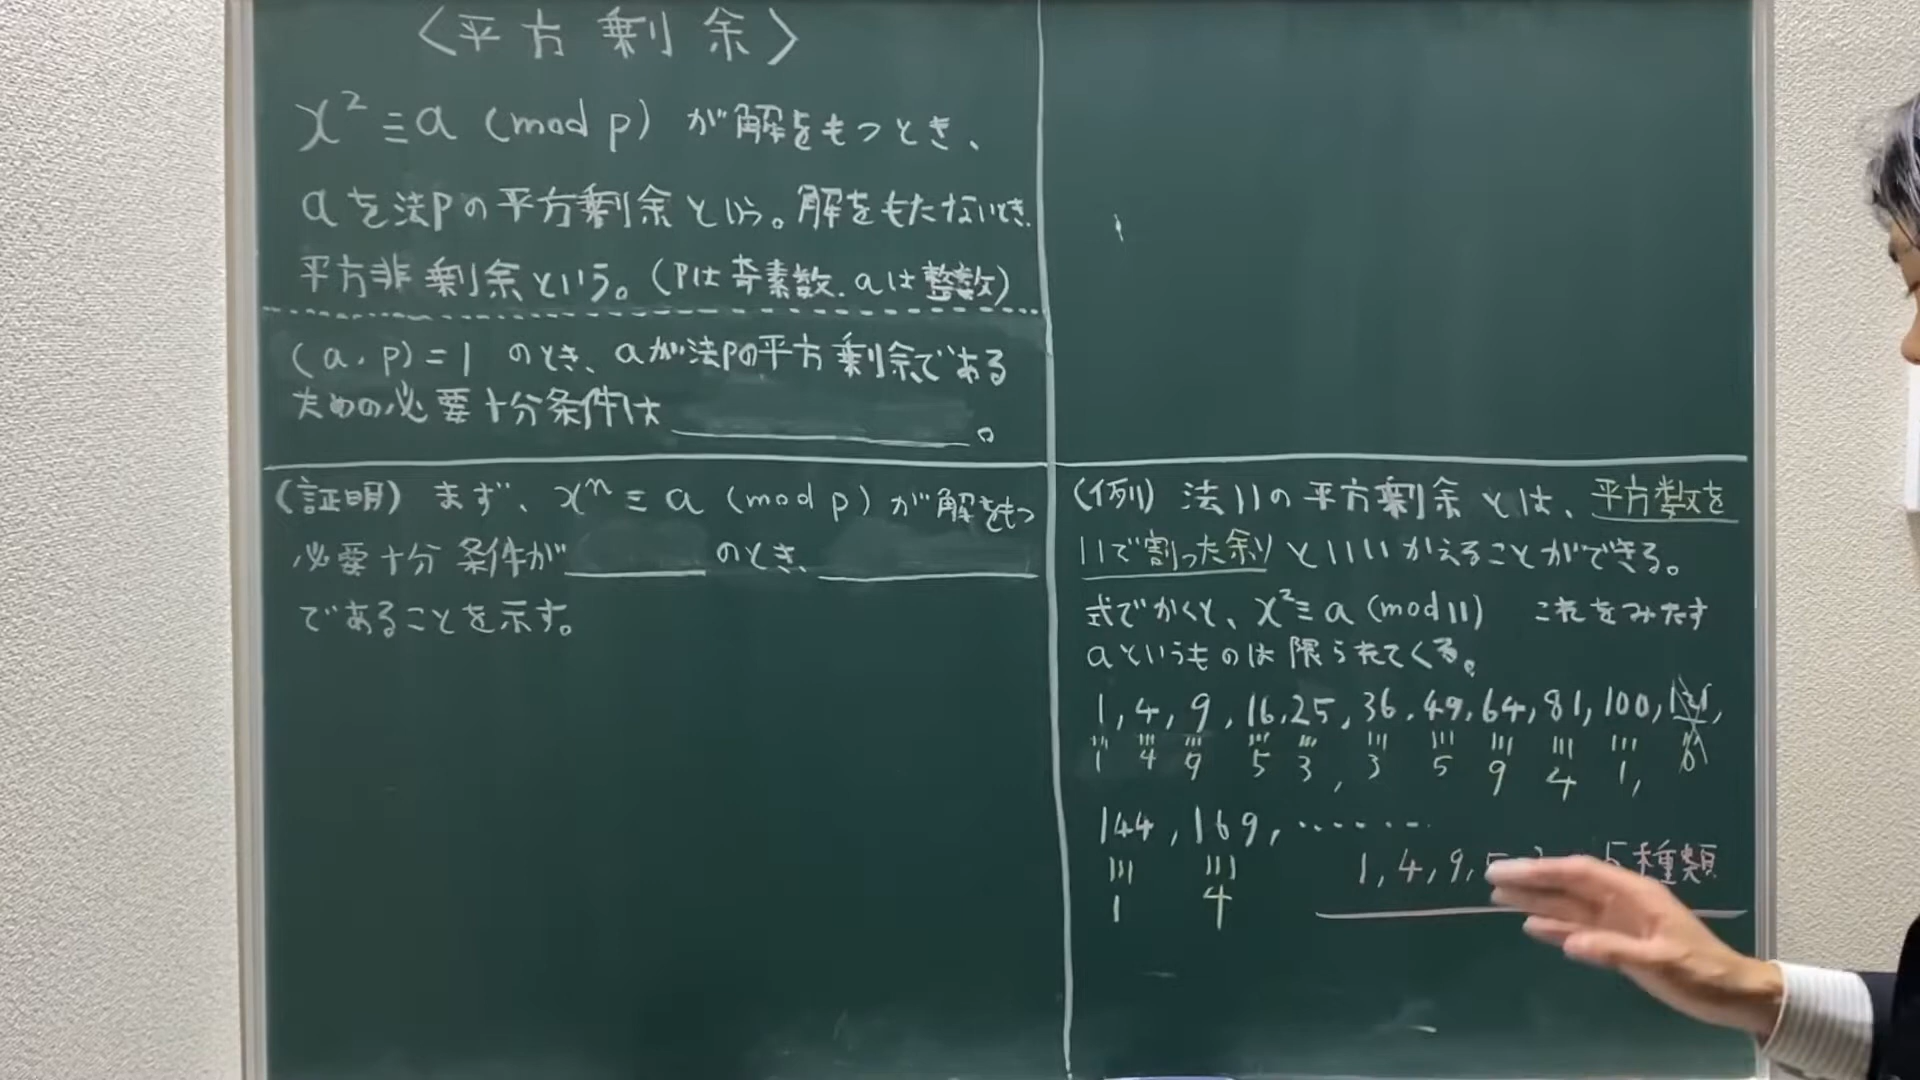 〈平方剰余〉
x² ≡ a (mod p) が解をもつとき、
aを法pの平方剰余という。解をもたないとき、
平方非剰余という。(pは奇素数、aは整数)
(a, p) = 1 のとき、aが法pの平方剰余である
ための必要十分条件は＿＿＿＿。
(証明) まず、xⁿ ≡ a (mod p) が解をもつ
必要十分条件が＿＿＿のとき、＿＿＿＿
であることを示す。
(例) 法11の平方剰余とは、平方数を
11で割った余りといいかえることができる。
式でかくと、x² ≡ a (mod 11) これをみたす
aというものは限られてくる。
1, 4, 9, 16, 25, 36, 49, 64, 81, 100, 121,
≡ ≡ ≡ ≡ ≡ ≡ ≡ ≡ ≡ ≡ ≡
1 4 9 5 3, 3 5 9 4 1, 0
144, 169, ……
≡ ≡
1 4
1, 4, 9, 5種類